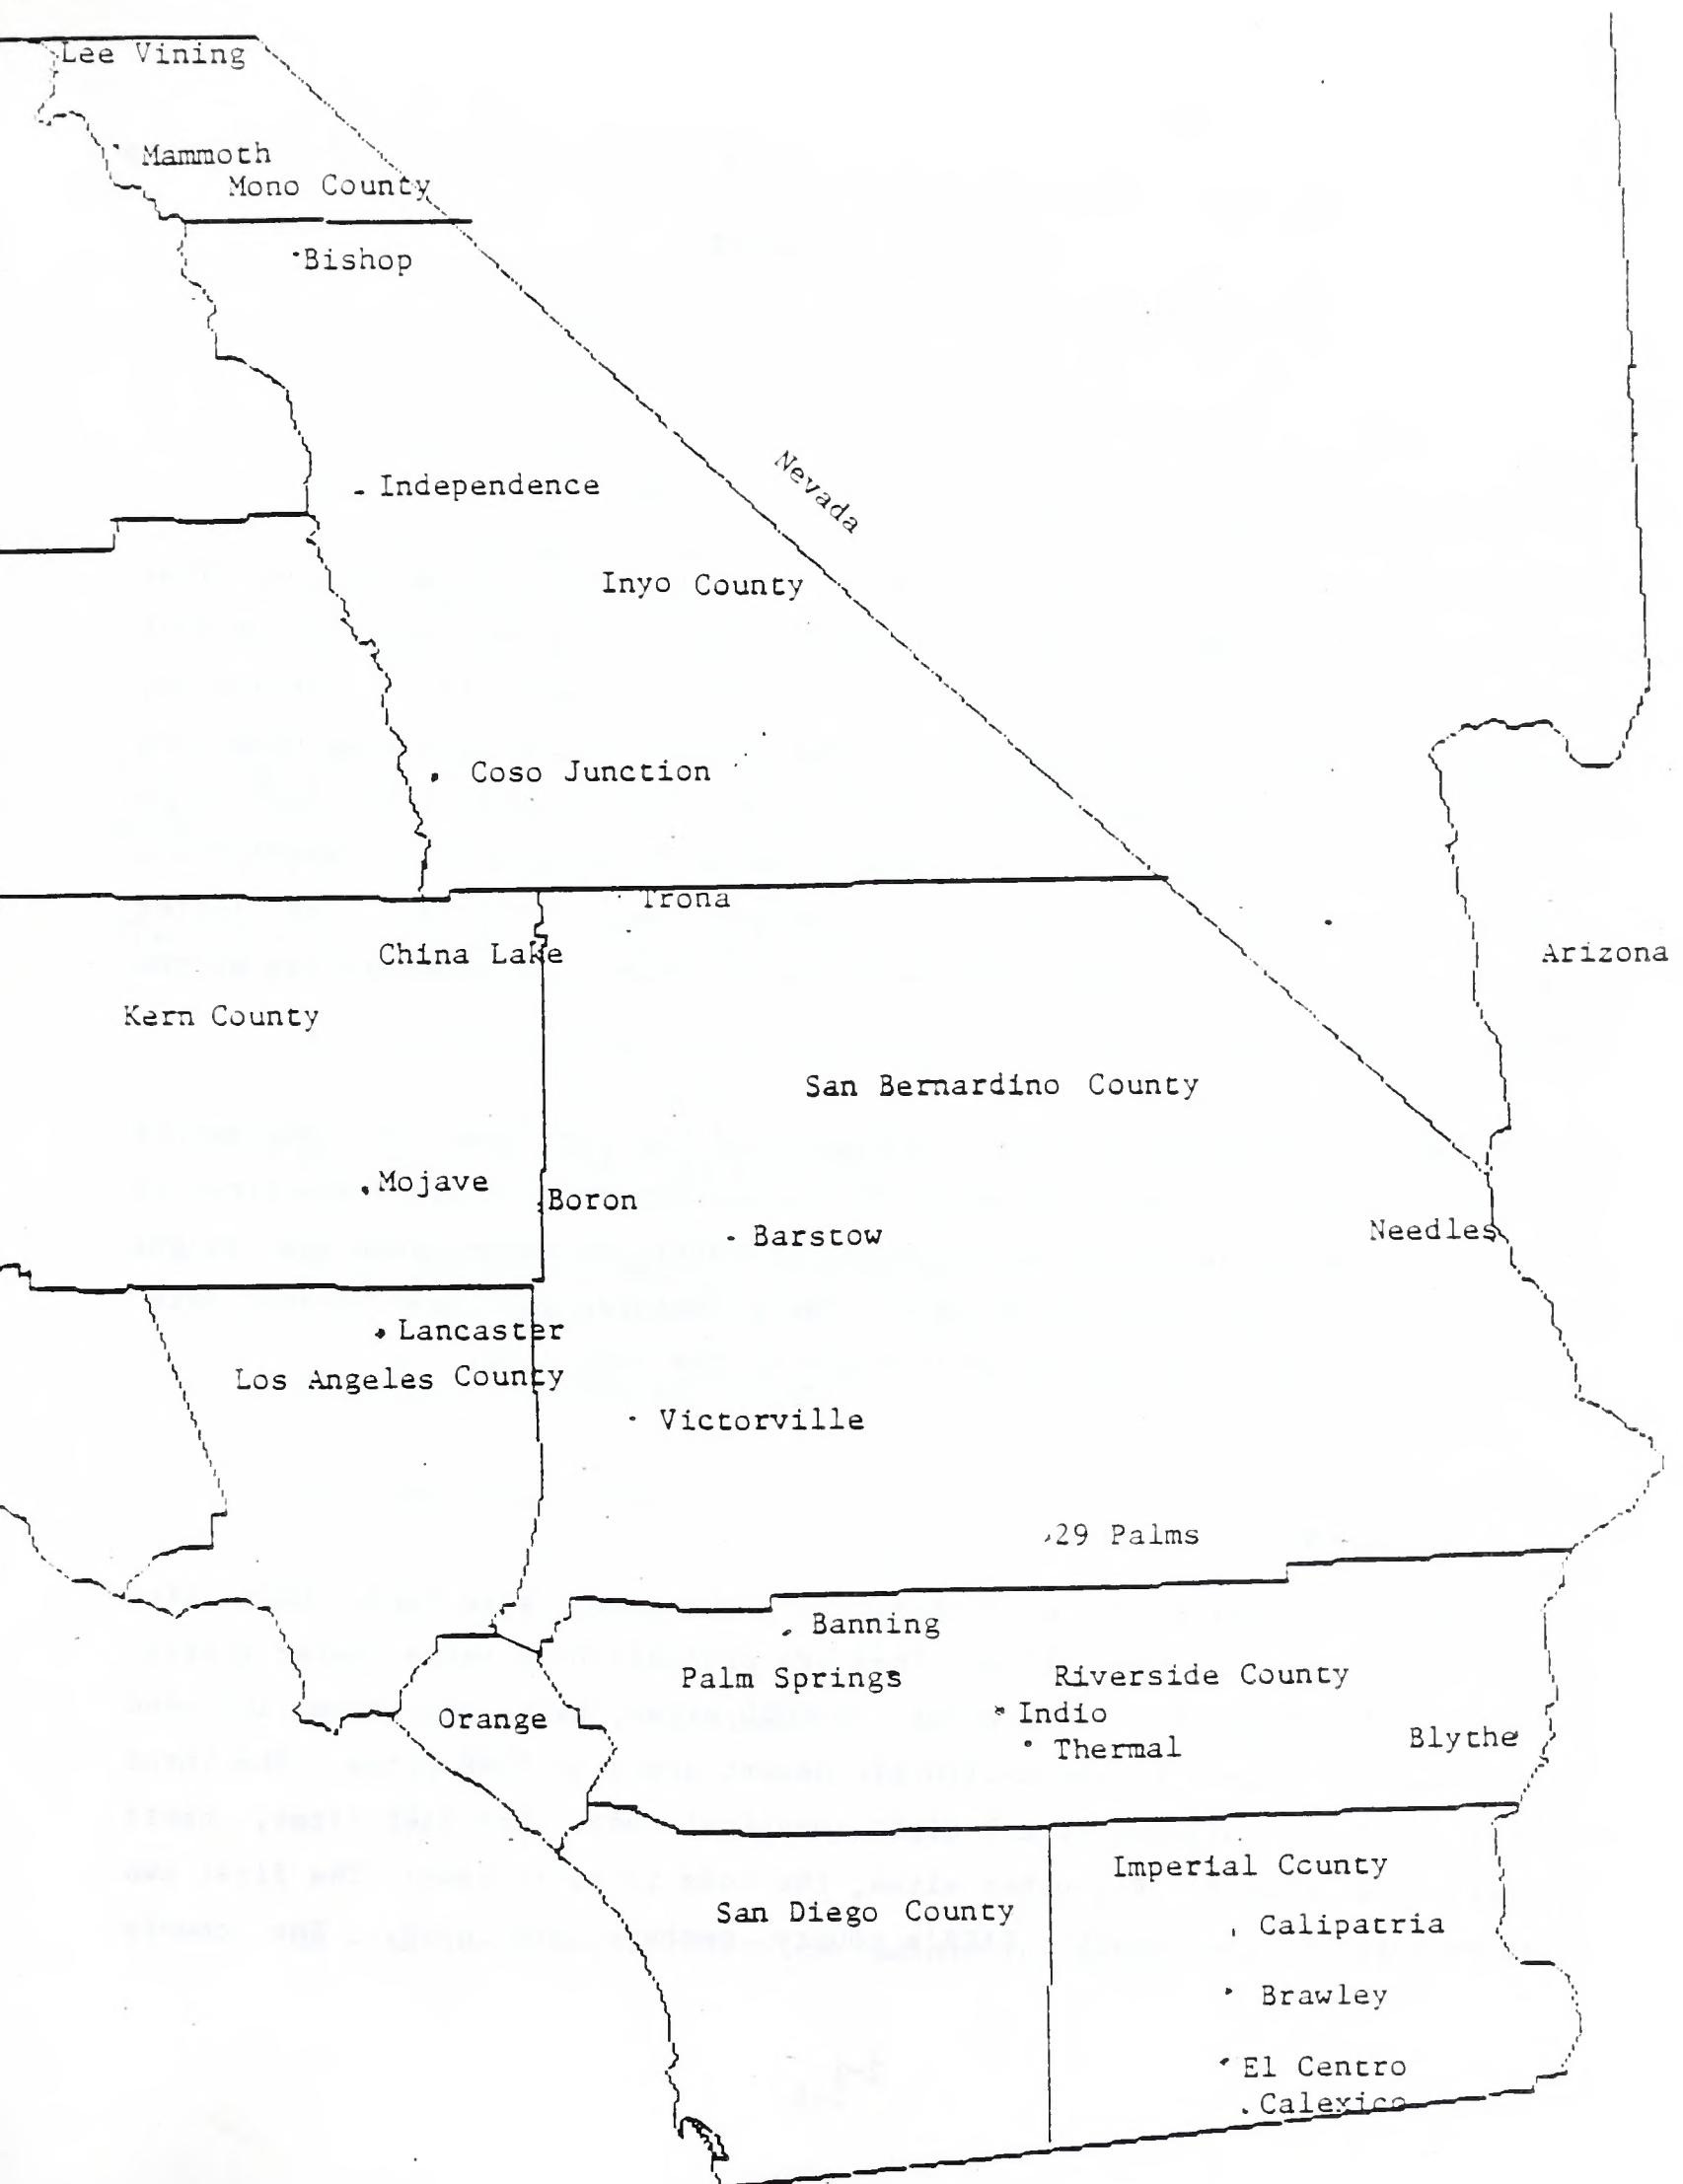 Lee Vining
Mammoth
Mono County
Bishop
Nevada
Independence
Inyo County
Coso Junction
Trona
China Lake
Arizona
Kern County
San Bernardino County
Mojave
Boron
Barstow
Needles
Lancaster
Los Angeles County
Victorville
29 Palms
Banning
Palm Springs
Riverside County
Indio
Orange
Thermal
Blythe
Imperial County
San Diego County
Calipatria
Brawley
El Centro
Calexico